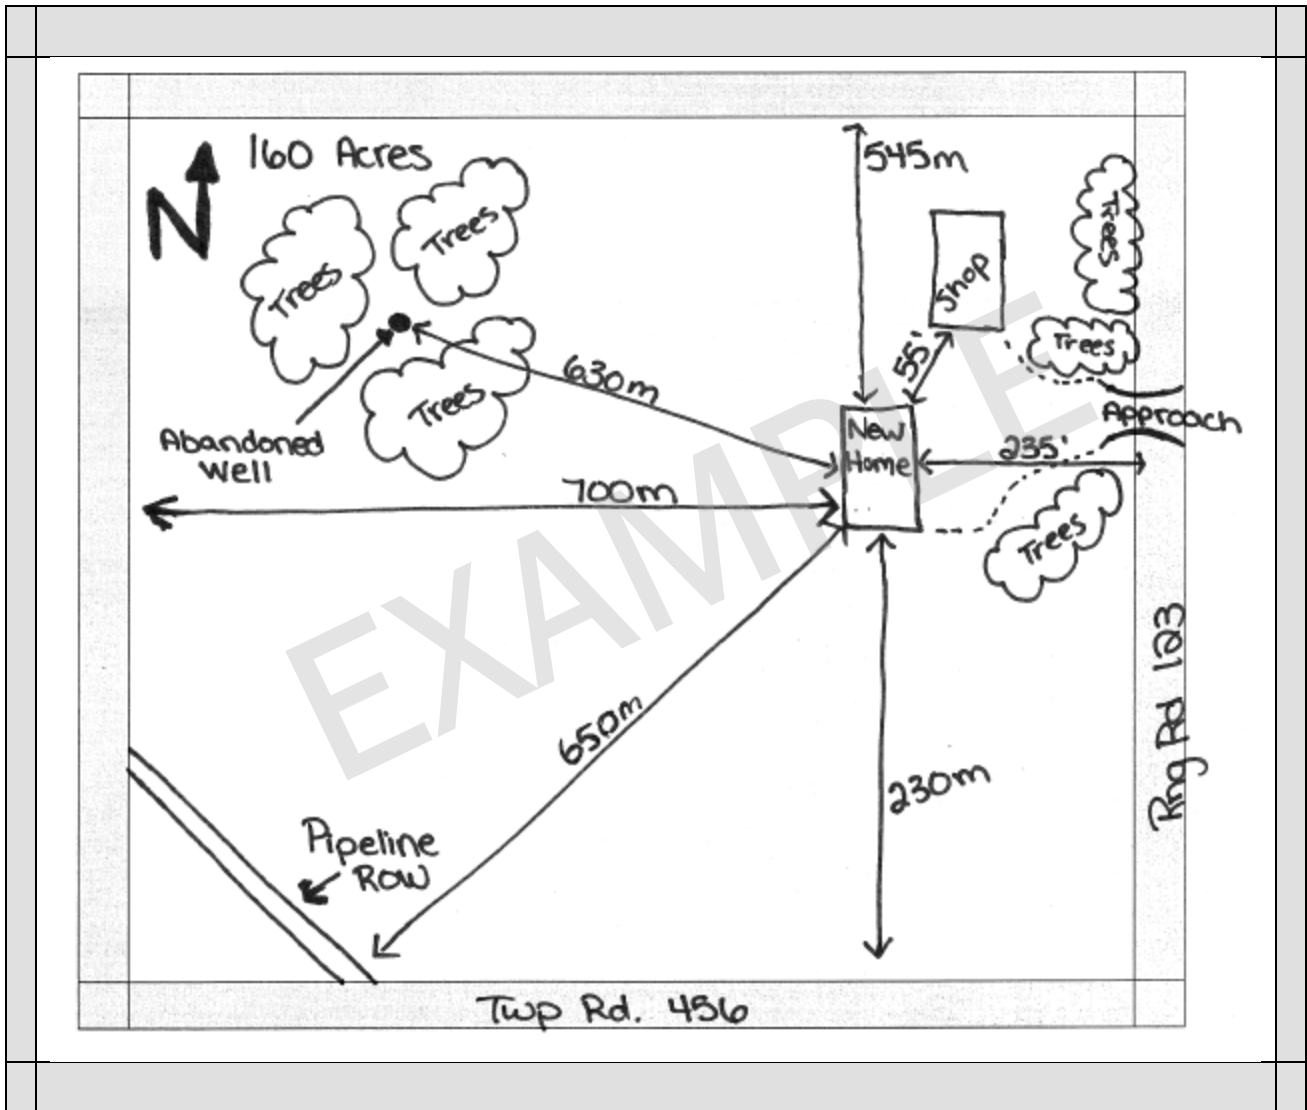 160 Acres
N
545m
Trees
Trees
Trees
Shop
Trees
55'
630m
Trees
Approach
Abandoned
Well
New
Home
235'
700m
Trees
EXAMPLE
650m
230m
Rng Rd 123
Pipeline
ROW
Twp Rd. 456